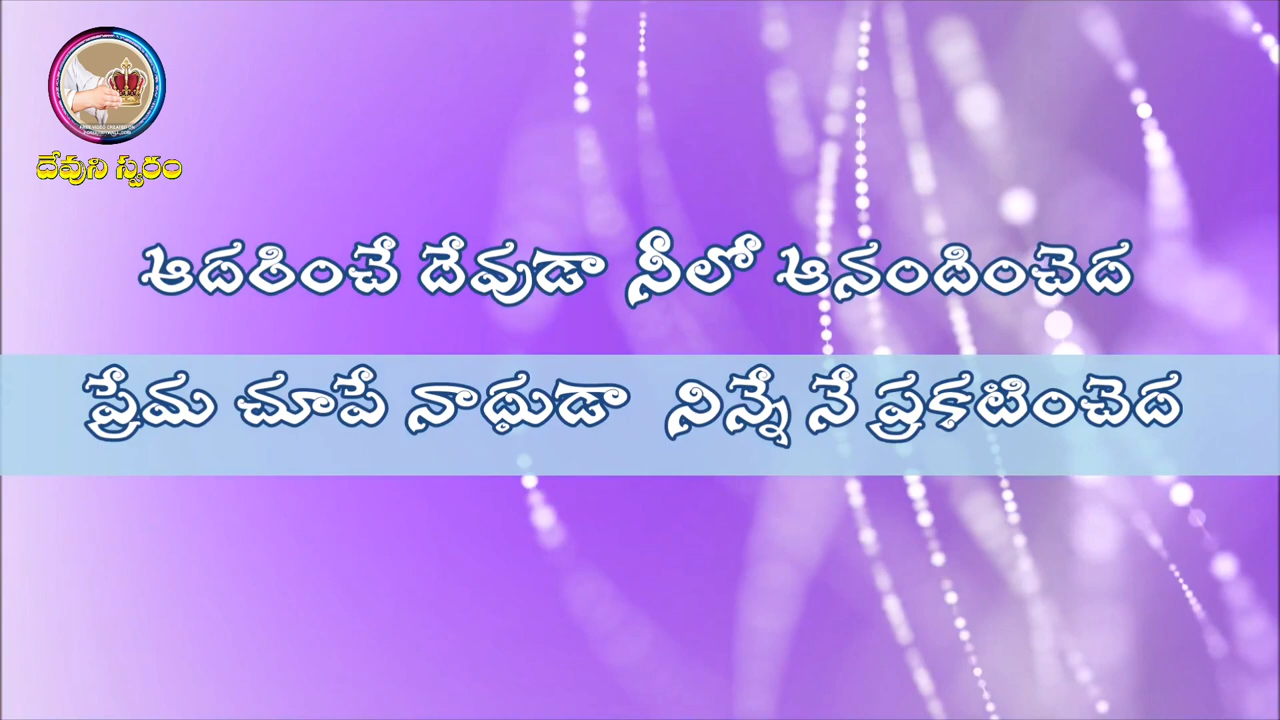 దేవుని స్వరం
ఆదరించే దేవుడా నీలో ఆనందించెద
ప్రేమ చూపే నాథుడా నిన్నే నే ప్రకటించెద